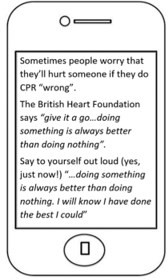 Sometimes people worry that
they'll hurt someone if they do
CPR "wrong".
The British Heart Foundation
says "give it a go…doing
something is always better
than doing nothing".
Say to yourself out loud (yes,
just now!) "…doing something
is always better than doing
nothing. I will know I have done
the best I could"